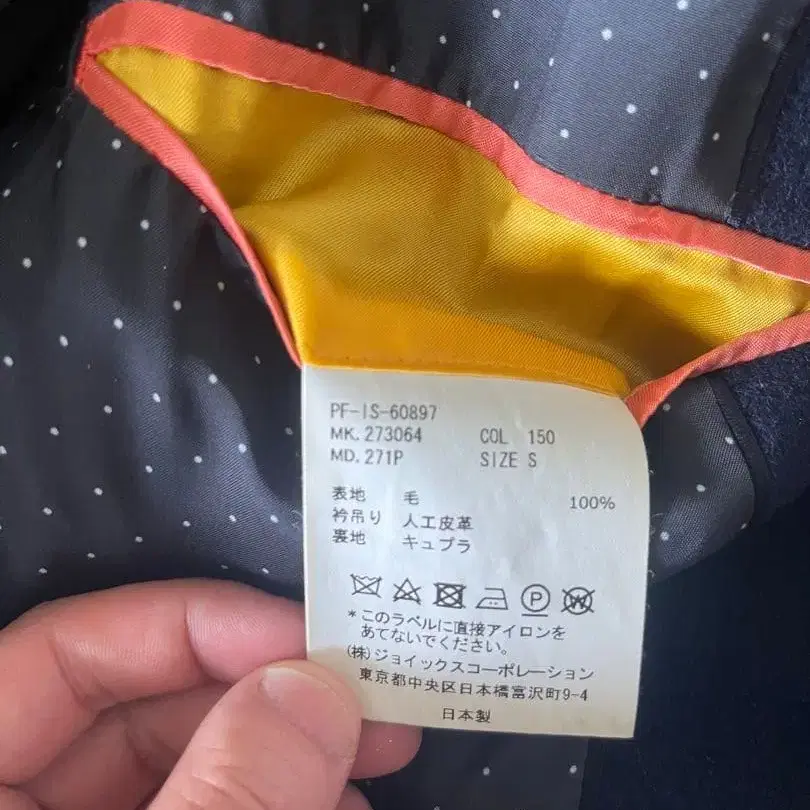 PF-IS-60897
MK. 273064 COL 150
MD. 271P SIZE S
表地 毛 100%
衿吊り 人工皮革
裏地 キュプラ
P W
*このラベルに直接アイロンを
あてないでください。
(株)ジョイックスコーポレーション
東京都中央区日本橋富沢町9-4
日本製